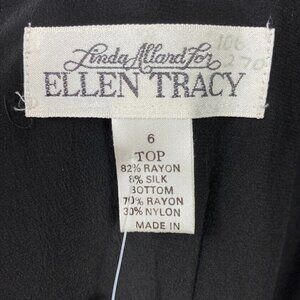 Linda Allard for
ELLEN TRACY
6
TOP
82% RAYON
8% SILK
BOTTOM
70% RAYON
30% NYLON
MADE IN